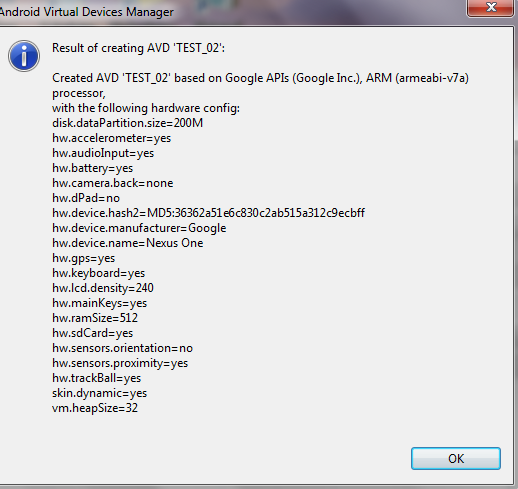 Android Virtual Devices Manager
Result of creating AVD 'TEST_02':
Created AVD 'TEST_02' based on Google APIs (Google Inc.), ARM (armeabi-v7a)
processor,
with the following hardware config:
disk.dataPartition.size=200M
hw.accelerometer=yes
hw.audioInput=yes
hw.battery=yes
hw.camera.back=none
hw.dPad=no
hw.device.hash2=MD5:36362a51e6c830c2ab515a312c9ecbff
hw.device.manufacturer=Google
hw.device.name=Nexus One
hw.gps=yes
hw.keyboard=yes
hw.lcd.density=240
hw.mainKeys=yes
hw.ramSize=512
hw.sdCard=yes
hw.sensors.orientation=no
hw.sensors.proximity=yes
hw.trackBall=yes
skin.dynamic=yes
vm.heapSize=32
OK